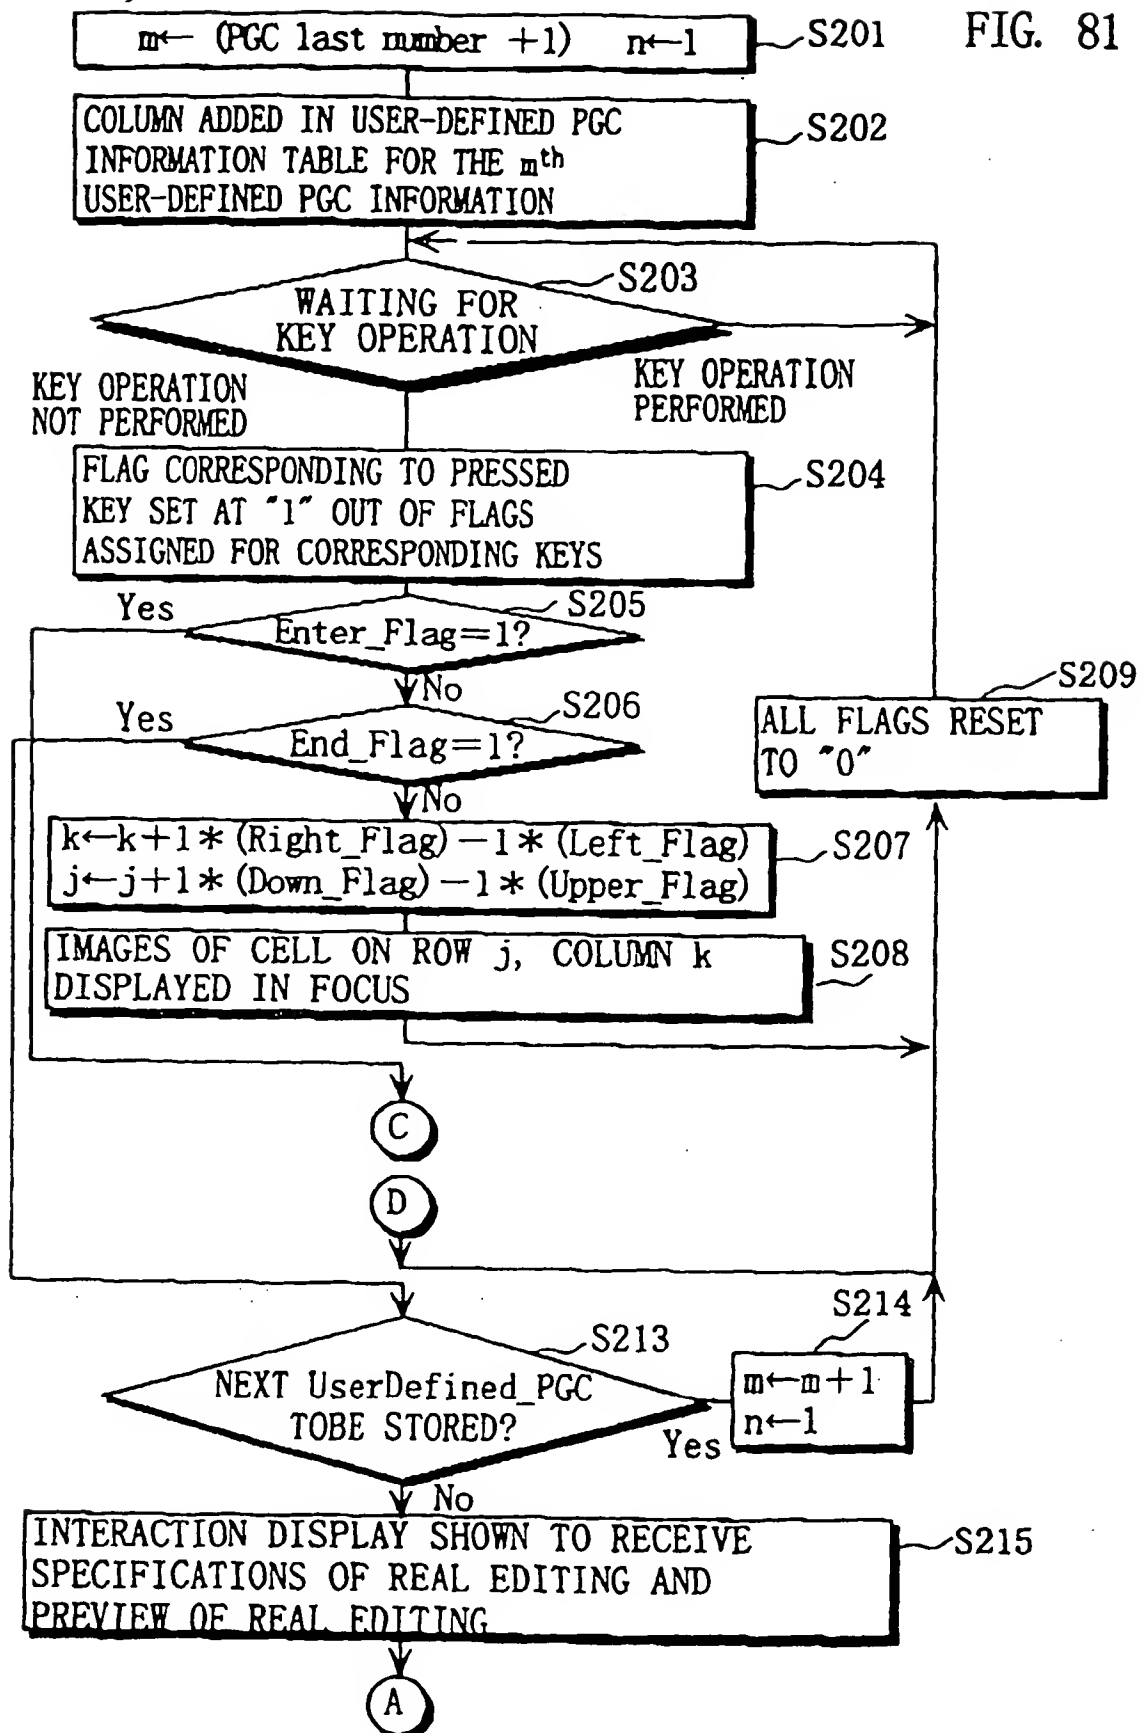 FIG. 81
m← (PGC last number +1) n←1
S201
COLUMN ADDED IN USER-DEFINED PGC
INFORMATION TABLE FOR THE mth
USER-DEFINED PGC INFORMATION
S202
S203
WAITING FOR
KEY OPERATION
KEY OPERATION
NOT PERFORMED
KEY OPERATION
PERFORMED
FLAG CORRESPONDING TO PRESSED
KEY SET AT "1" OUT OF FLAGS
ASSIGNED FOR CORRESPONDING KEYS
S204
Yes
S205
Enter_Flag=1?
No
Yes
S206
End_Flag=1?
No
S209
ALL FLAGS RESET
TO "0"
k←k+1*(Right_Flag)-1*(Left_Flag)
j←j+1*(Down_Flag)-1*(Upper_Flag)
S207
IMAGES OF CELL ON ROW j, COLUMN k
DISPLAYED IN FOCUS
S208
C
D
S213
NEXT UserDefined_PGC
TOBE STORED?
Yes
S214
m←m+1
n←1
No
INTERACTION DISPLAY SHOWN TO RECEIVE
SPECIFICATIONS OF REAL EDITING AND
PREVIEW OF REAL EDITING
S215
A